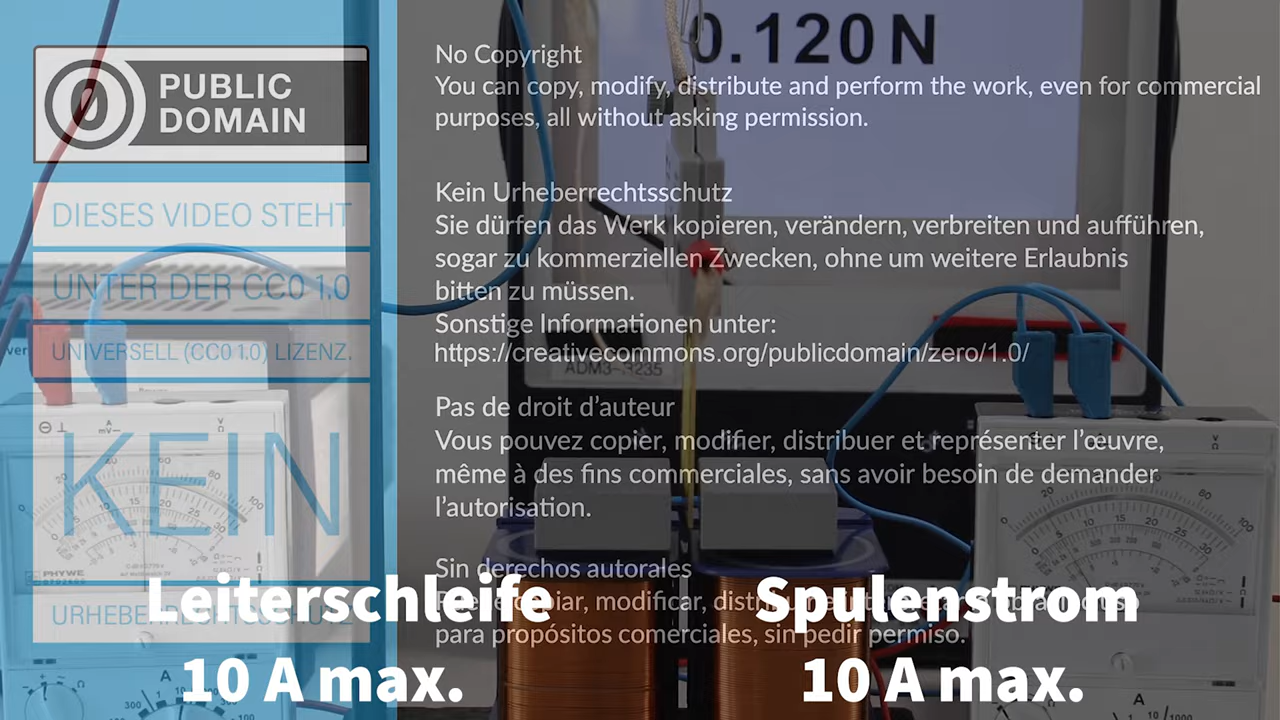 0.120 N
PUBLIC
DOMAIN
DIESES VIDEO STEHT
UNTER DER CC0 1.0
UNIVERSELL (CC0 1.0) LIZENZ.
KEIN
No Copyright
You can copy, modify, distribute and perform the work, even for commercial
purposes, all without asking permission.
Kein Urheberrechtsschutz
Sie dürfen das Werk kopieren, verändern, verbreiten und aufführen,
sogar zu kommerziellen Zwecken, ohne um weitere Erlaubnis
bitten zu müssen.
Sonstige Informationen unter:
https://creativecommons.org/publicdomain/zero/1.0/
Pas de droit d’auteur
Vous pouvez copier, modifier, distribuer et représenter l’œuvre,
même à des fins commerciales, sans avoir besoin de demander
l’autorisation.
Sin derechos autorales
modificar,
para propósitos comerciales, sin pedir permiso.
PHYWE
Leiterschleife
10 A max.
Spulenstrom
10 A max.